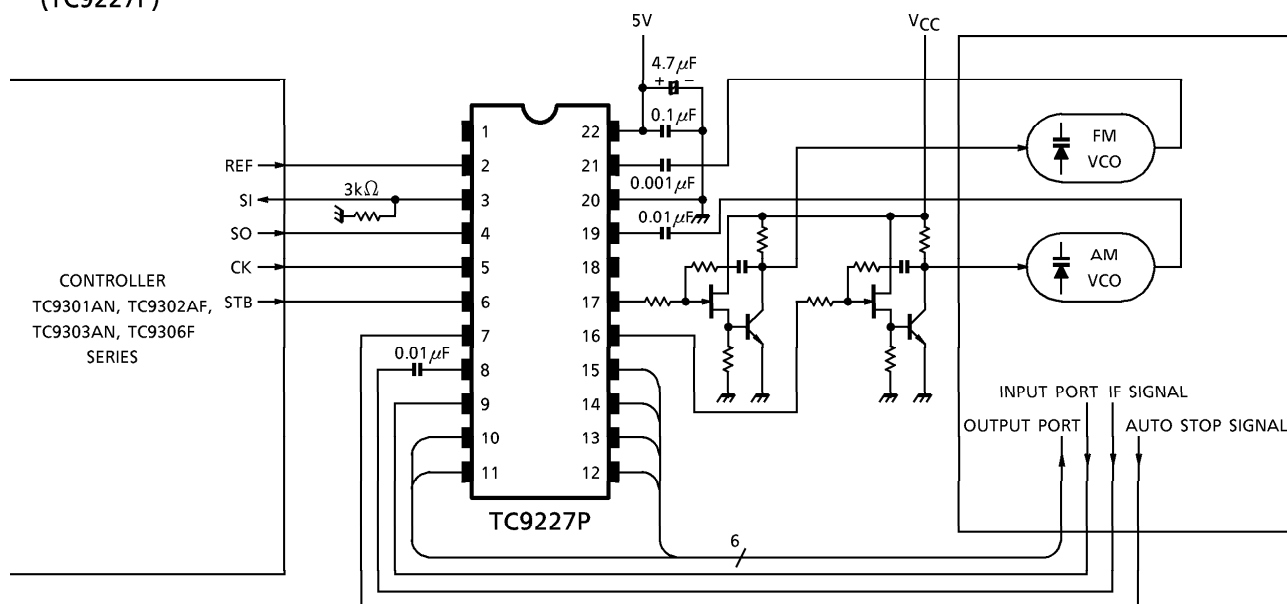 (TC9227P)
5V
VCC
4.7μF
+ −
0.1μF
1
22
FM
VCO
REF
2
21
0.001μF
SI
3kΩ
3
20
0.01μF
SO
4
19
AM
VCO
CK
5
18
CONTROLLER
TC9301AN, TC9302AF,
TC9303AN, TC9306F
SERIES
STB
6
17
7
16
0.01μF
8
15
9
14
INPUT PORT IF SIGNAL
OUTPUT PORT
AUTO STOP SIGNAL
10
13
11
12
TC9227P
6